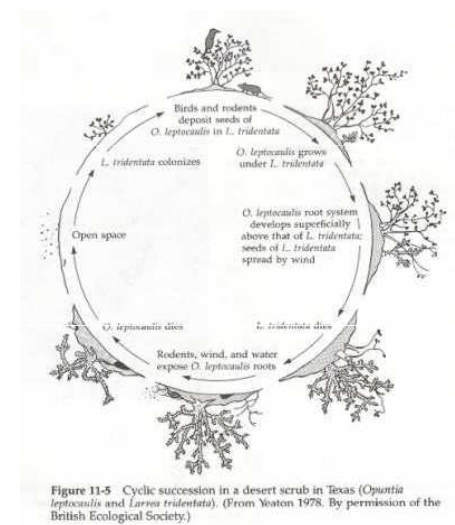 Birds and rodents
deposit seeds of
O. leptocaulis in L. tridentata
O. leptocaulis grows
under L. tridentata
O. leptocaulis root system
develops superficially
above that of L. tridentata;
seeds of L. tridentata
spread by wind
L. tridentata dies
Rodents, wind, and water
expose O. leptocaulis roots
O. leptocaulis dies
Open space
L. tridentata colonizes
Figure 11-5 Cyclic succession in a desert scrub in Texas (Opuntia
leptocaulis and Larrea tridentata). (From Yeaton 1978. By permission of the
British Ecological Society.)